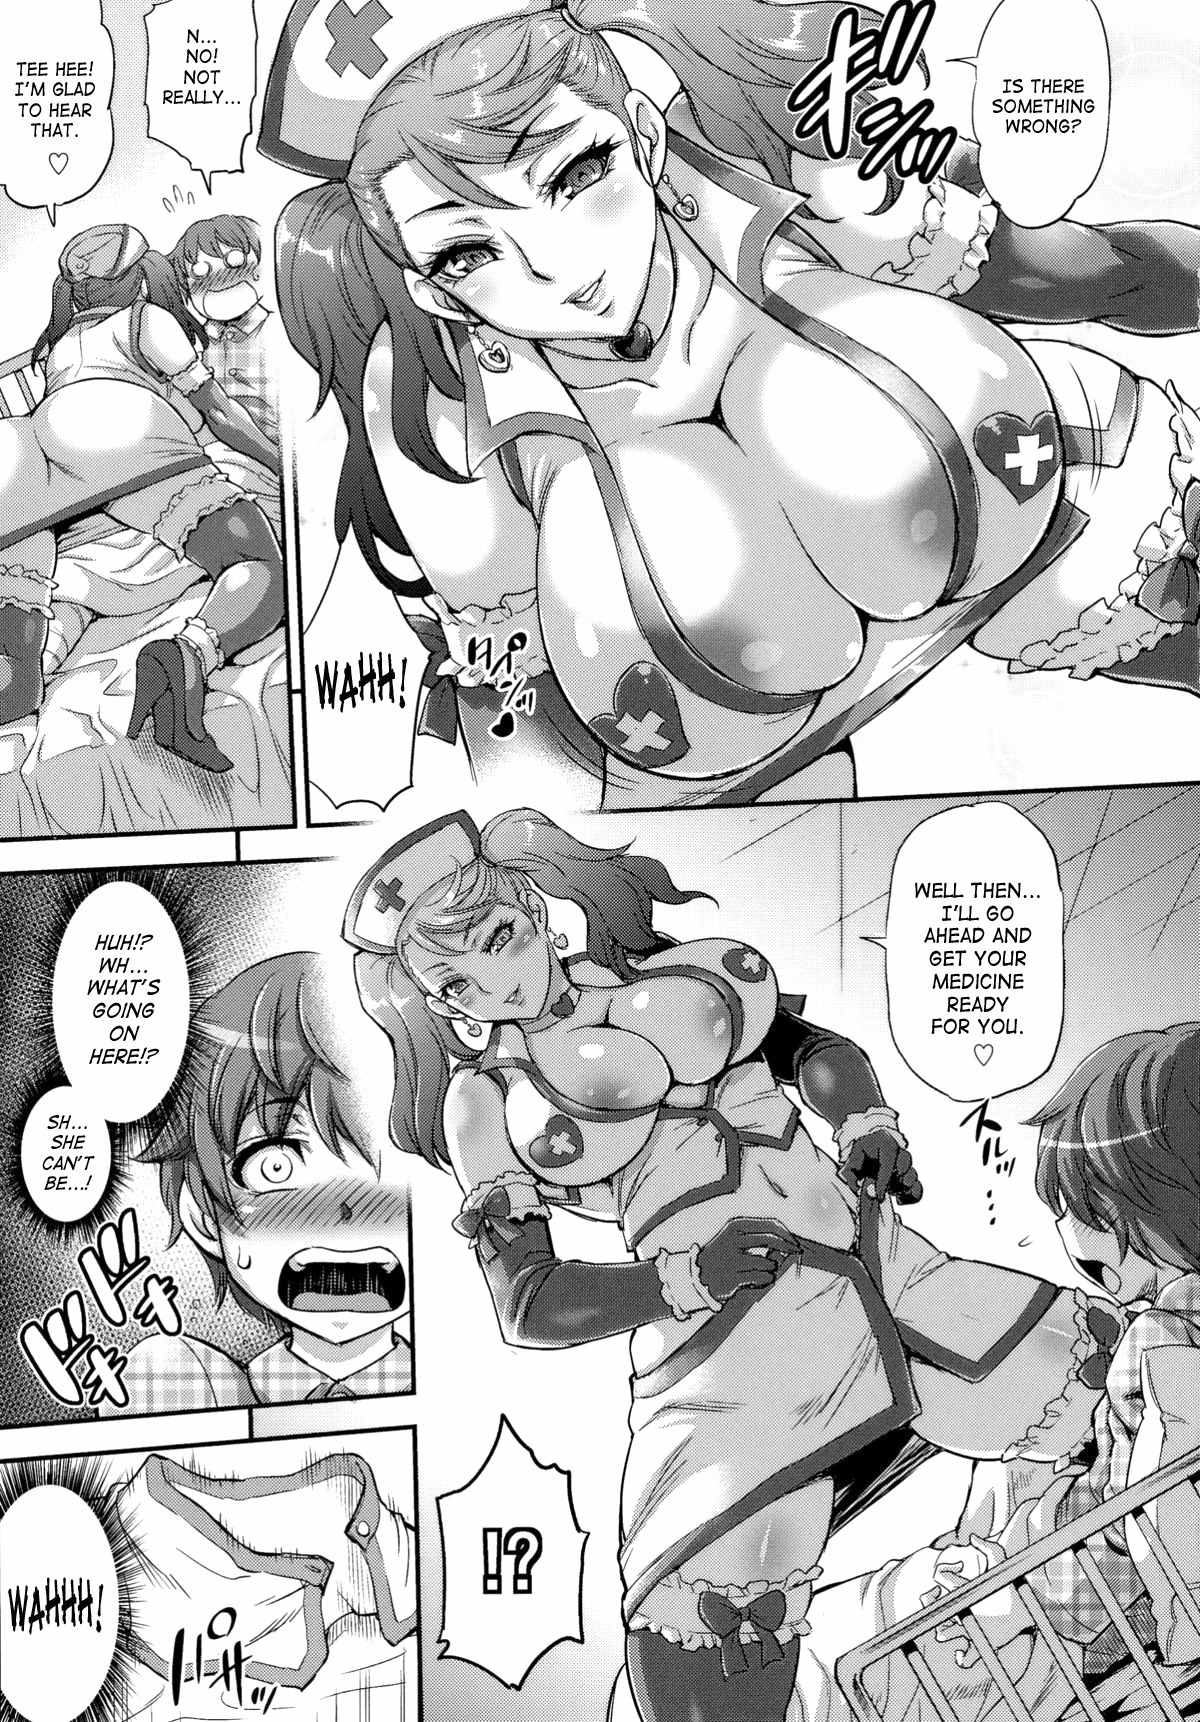 IS THERE
SOMETHING
WRONG?
WAHH!
N...
NO!
NOT
REALLY...
TEE HEE!
I'M GLAD
TO HEAR
THAT.
♡
WELL THEN...
I'LL GO
AHEAD AND
GET YOUR
MEDICINE
READY
FOR YOU.
♡
スルッ…
HUH!?
WH...
WHAT'S
GOING
ON
HERE!?
SH...
SHE
CAN'T
BE...!
ドキ
ドキ
!?
WAHHH!